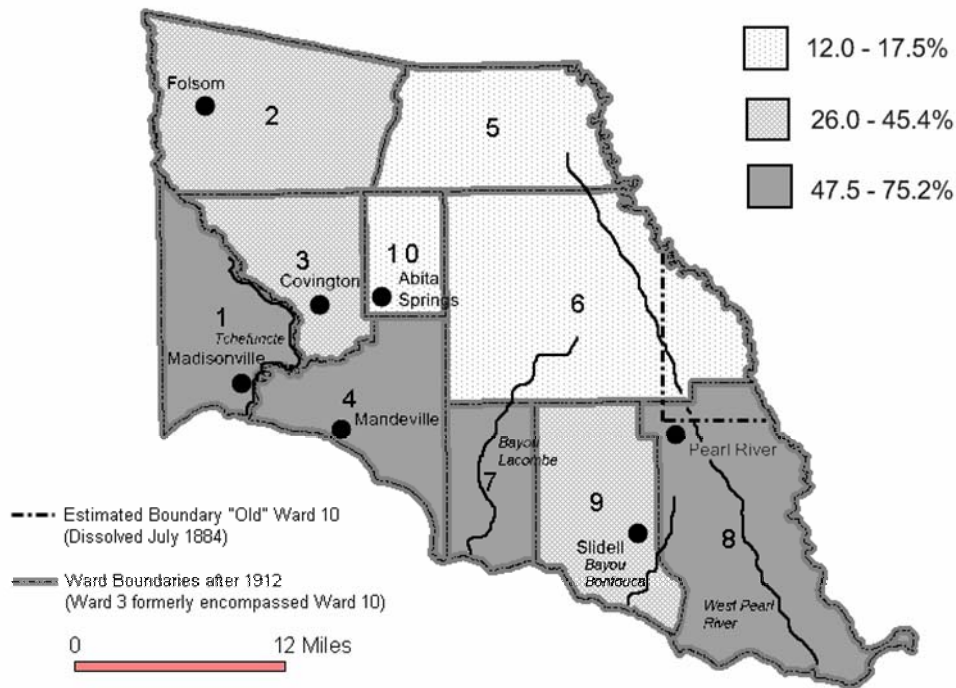 12.0 - 17.5%
26.0 - 45.4%
47.5 - 75.2%
Folsom
2
5
3
Covington
10
Abita
Springs
6
1
Tchefuncte
Madisonville
4
Mandeville
Bayou
Lacombe
7
Pearl River
9
Slidell
Bayou
Bonfouca
8
West Pearl
River
Estimated Boundary "Old" Ward 10
(Dissolved July 1884)
Ward Boundaries after 1912
(Ward 3 formerly encompassed Ward 10)
0 12 Miles